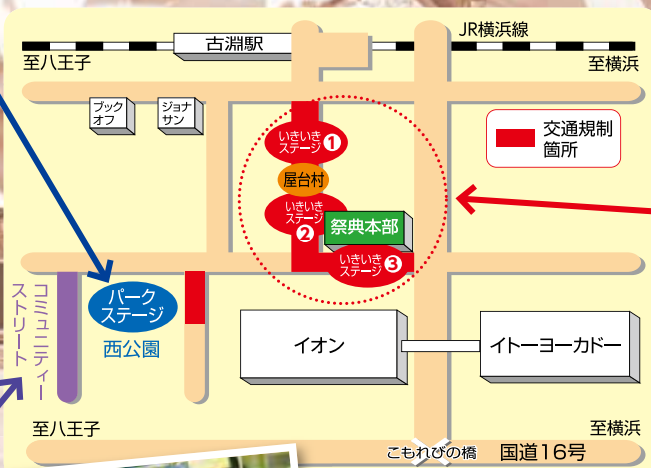 JR横浜線
古淵駅
至八王子
至横浜
ブック
オフ
ジョナ
サン
いきいき
ステージ❶
交通規制
箇所
屋台村
いきいき
ステージ
❷
祭典本部
いきいき
ステージ❸
コミュニティー
ストリート
パーク
ステージ
西公園
イオン
イトーヨーカドー
至八王子
至横浜
こもれびの橋
国道16号